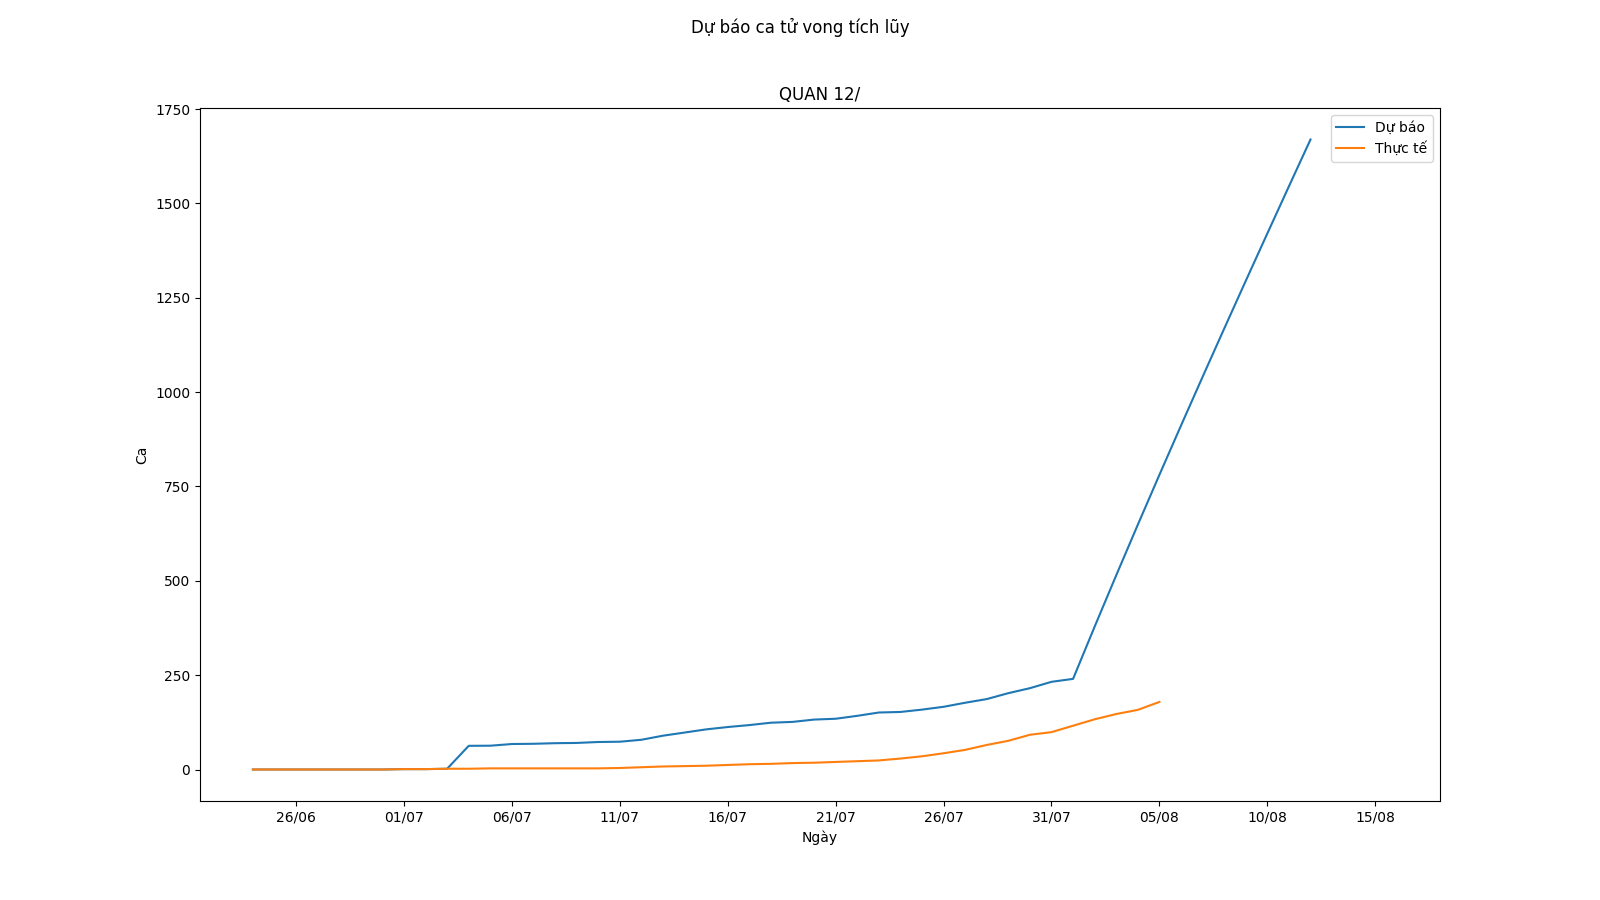 Dự báo ca tử vong tích lũy
QUAN 12/
1750
1500
1250
1000
750
500
250
0
Ca
Dự báo
Thực tế
26/06 01/07 06/07 11/07 16/07 21/07 26/07 31/07 05/08 10/08 15/08
Ngày